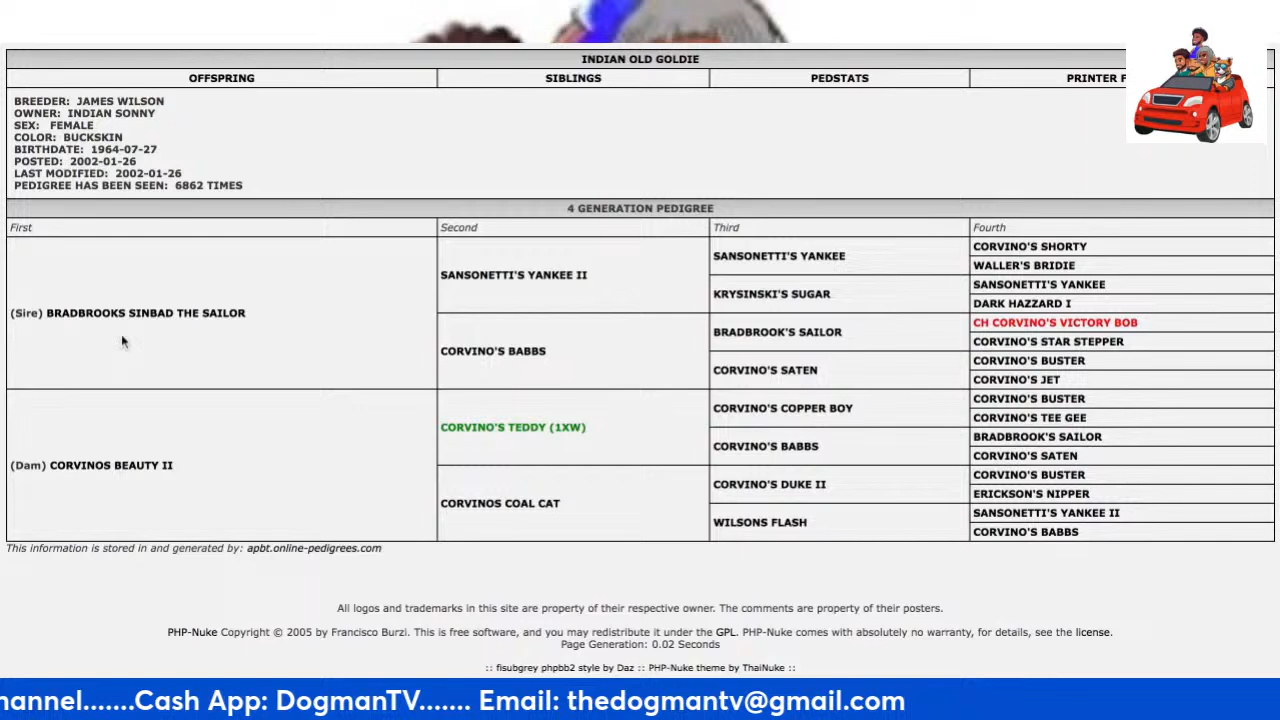 INDIAN OLD GOLDIE
OFFSPRING SIBLINGS PEDSTATS PRINTER F
BREEDER: JAMES WILSON
OWNER: INDIAN SONNY
SEX: FEMALE
COLOR: BUCKSKIN
BIRTHDATE: 1964-07-27
POSTED: 2002-01-26
LAST MODIFIED: 2002-01-26
PEDIGREE HAS BEEN SEEN: 6862 TIMES
4 GENERATION PEDIGREE
First Second Third Fourth
(Sire) BRADBROOKS SINBAD THE SAILOR
SANSONETTI'S YANKEE II
SANSONETTI'S YANKEE
CORVINO'S SHORTY
WALLER'S BRIDIE
KRYSINSKI'S SUGAR
SANSONETTI'S YANKEE
DARK HAZZARD I
CORVINO'S BABBS
BRADBROOK'S SAILOR
CH CORVINO'S VICTORY BOB
CORVINO'S STAR STEPPER
CORVINO'S SATEN
CORVINO'S BUSTER
CORVINO'S JET
(Dam) CORVINOS BEAUTY II
CORVINO'S TEDDY (1XW)
CORVINO'S COPPER BOY
CORVINO'S BUSTER
CORVINO'S TEE GEE
CORVINO'S BABBS
BRADBROOK'S SAILOR
CORVINO'S SATEN
CORVINOS COAL CAT
CORVINO'S DUKE II
CORVINO'S BUSTER
ERICKSON'S NIPPER
WILSONS FLASH
SANSONETTI'S YANKEE II
CORVINO'S BABBS
This information is stored in and generated by: apbt.online-pedigrees.com
All logos and trademarks in this site are property of their respective owner. The comments are property of their posters.
PHP-Nuke Copyright © 2005 by Francisco Burzi. This is free software, and you may redistribute it under the GPL. PHP-Nuke comes with absolutely no warranty, for details, see the license.
Page Generation: 0.02 Seconds
:: fisubgrey phpbb2 style by Daz :: PHP-Nuke theme by ThaiNuke ::
hannel.......Cash App: DogmanTV....... Email: thedogmantv@gmail.com